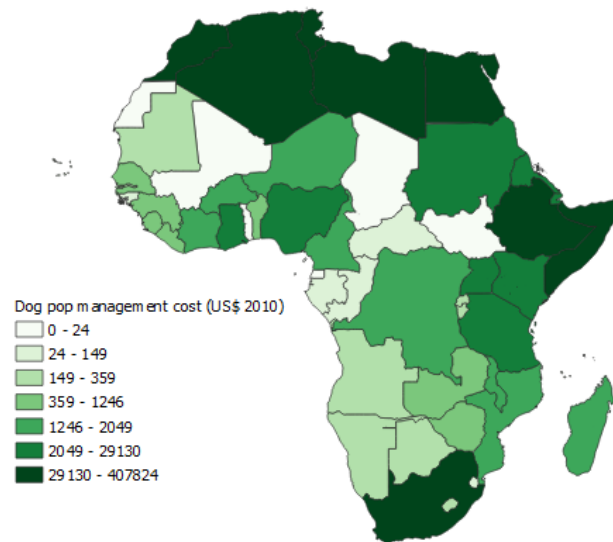 Dog pop management cost (US$ 2010)
0 - 24
24 - 149
149 - 359
359 - 1246
1246 - 2049
2049 - 29130
29130 - 407824